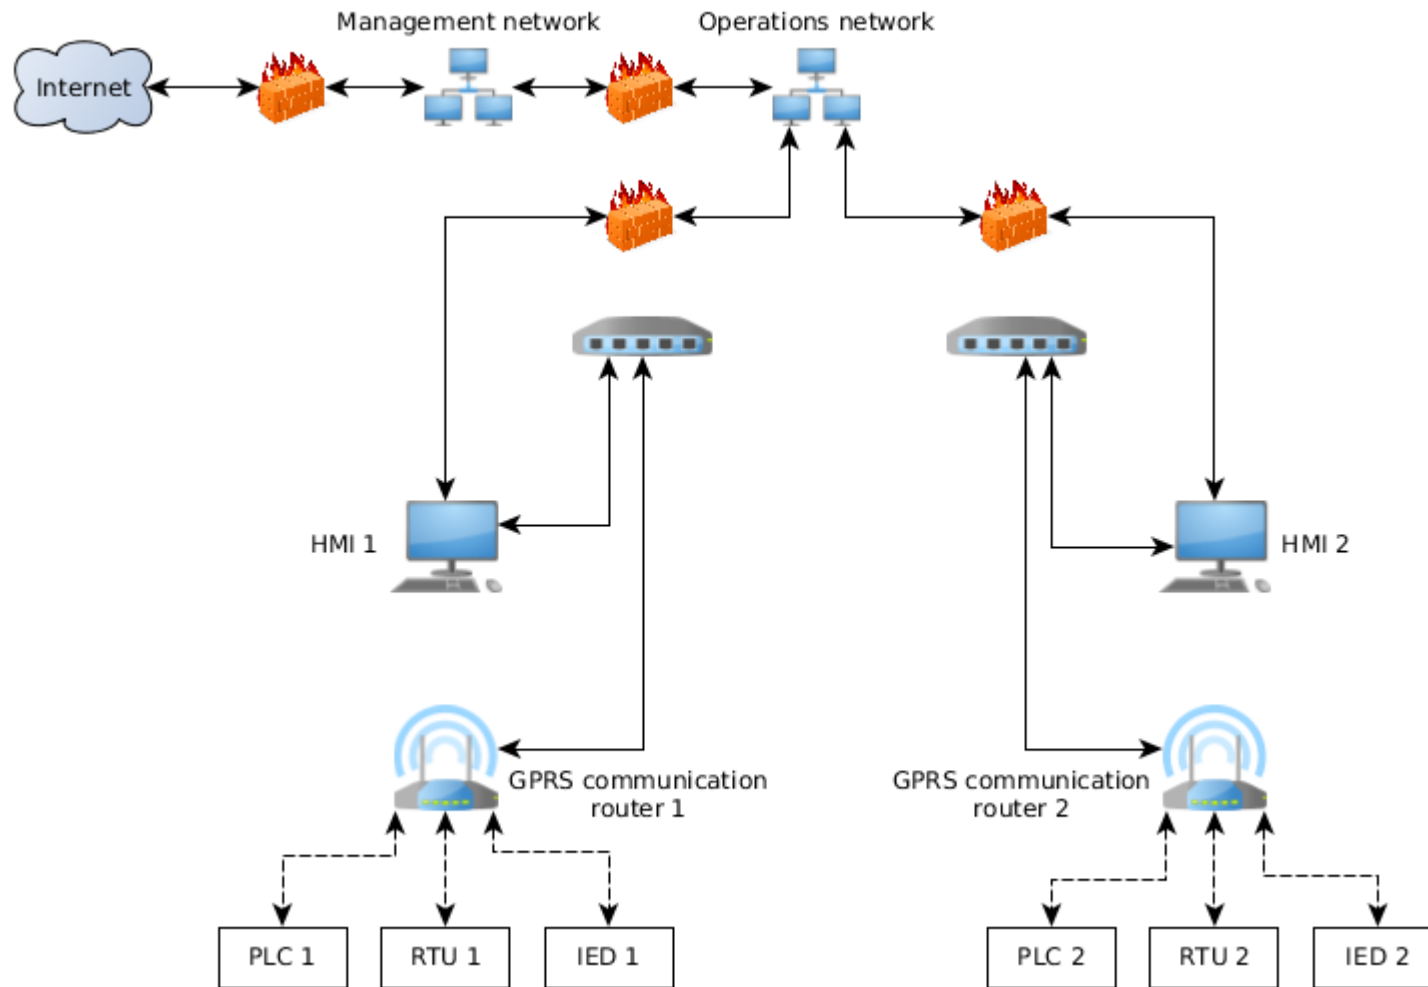 Management network
Operations network
Internet
HMI 1
HMI 2
GPRS communication
router 1
GPRS communication
router 2
PLC 1
RTU 1
IED 1
PLC 2
RTU 2
IED 2